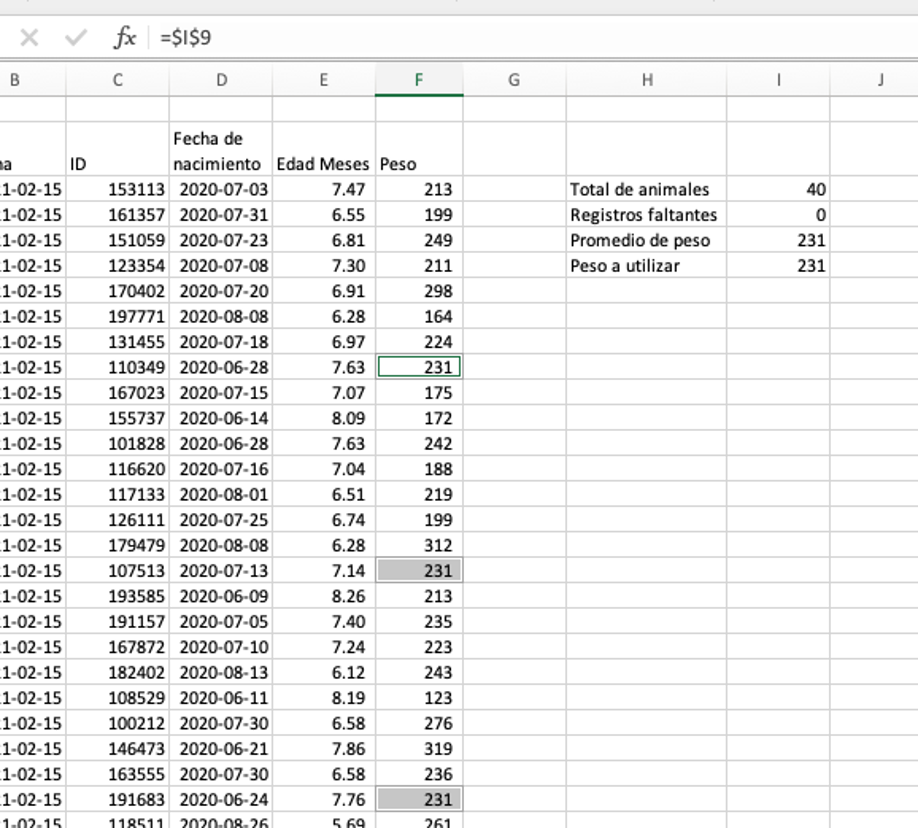 fx =$I$9
B C D E F G H I J
Fecha de
na ID nacimiento Edad Meses Peso
1-02-15 153113 2020-07-03 7.47 213 Total de animales 40
1-02-15 161357 2020-07-31 6.55 199 Registros faltantes 0
1-02-15 151059 2020-07-23 6.81 249 Promedio de peso 231
1-02-15 123354 2020-07-08 7.30 211 Peso a utilizar 231
1-02-15 170402 2020-07-20 6.91 298
1-02-15 197771 2020-08-08 6.28 164
1-02-15 131455 2020-07-18 6.97 224
1-02-15 110349 2020-06-28 7.63 231
1-02-15 167023 2020-07-15 7.07 175
1-02-15 155737 2020-06-14 8.09 172
1-02-15 101828 2020-06-28 7.63 242
1-02-15 116620 2020-07-16 7.04 188
1-02-15 117133 2020-08-01 6.51 219
1-02-15 126111 2020-07-25 6.74 199
1-02-15 179479 2020-08-08 6.28 312
1-02-15 107513 2020-07-13 7.14 231
1-02-15 193585 2020-06-09 8.26 213
1-02-15 191157 2020-07-05 7.40 235
1-02-15 167872 2020-07-10 7.24 223
1-02-15 182402 2020-08-13 6.12 243
1-02-15 108529 2020-06-11 8.19 123
1-02-15 100212 2020-07-30 6.58 276
1-02-15 146473 2020-06-21 7.86 319
1-02-15 163555 2020-07-30 6.58 236
1-02-15 191683 2020-06-24 7.76 231
1-02-15 118511 2020-08-26 5.69 261